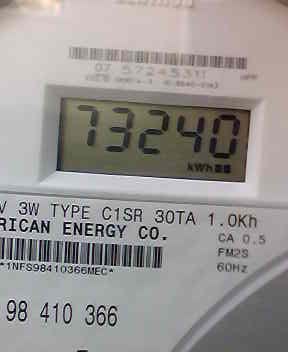 07 57245311
73240
kWh
V 3W TYPE C1SR 30TA 1.0Kh
RICAN ENERGY CO.
CA 0.5
FM2S
*1NFS98410366MEC*
60Hz
98 410 366